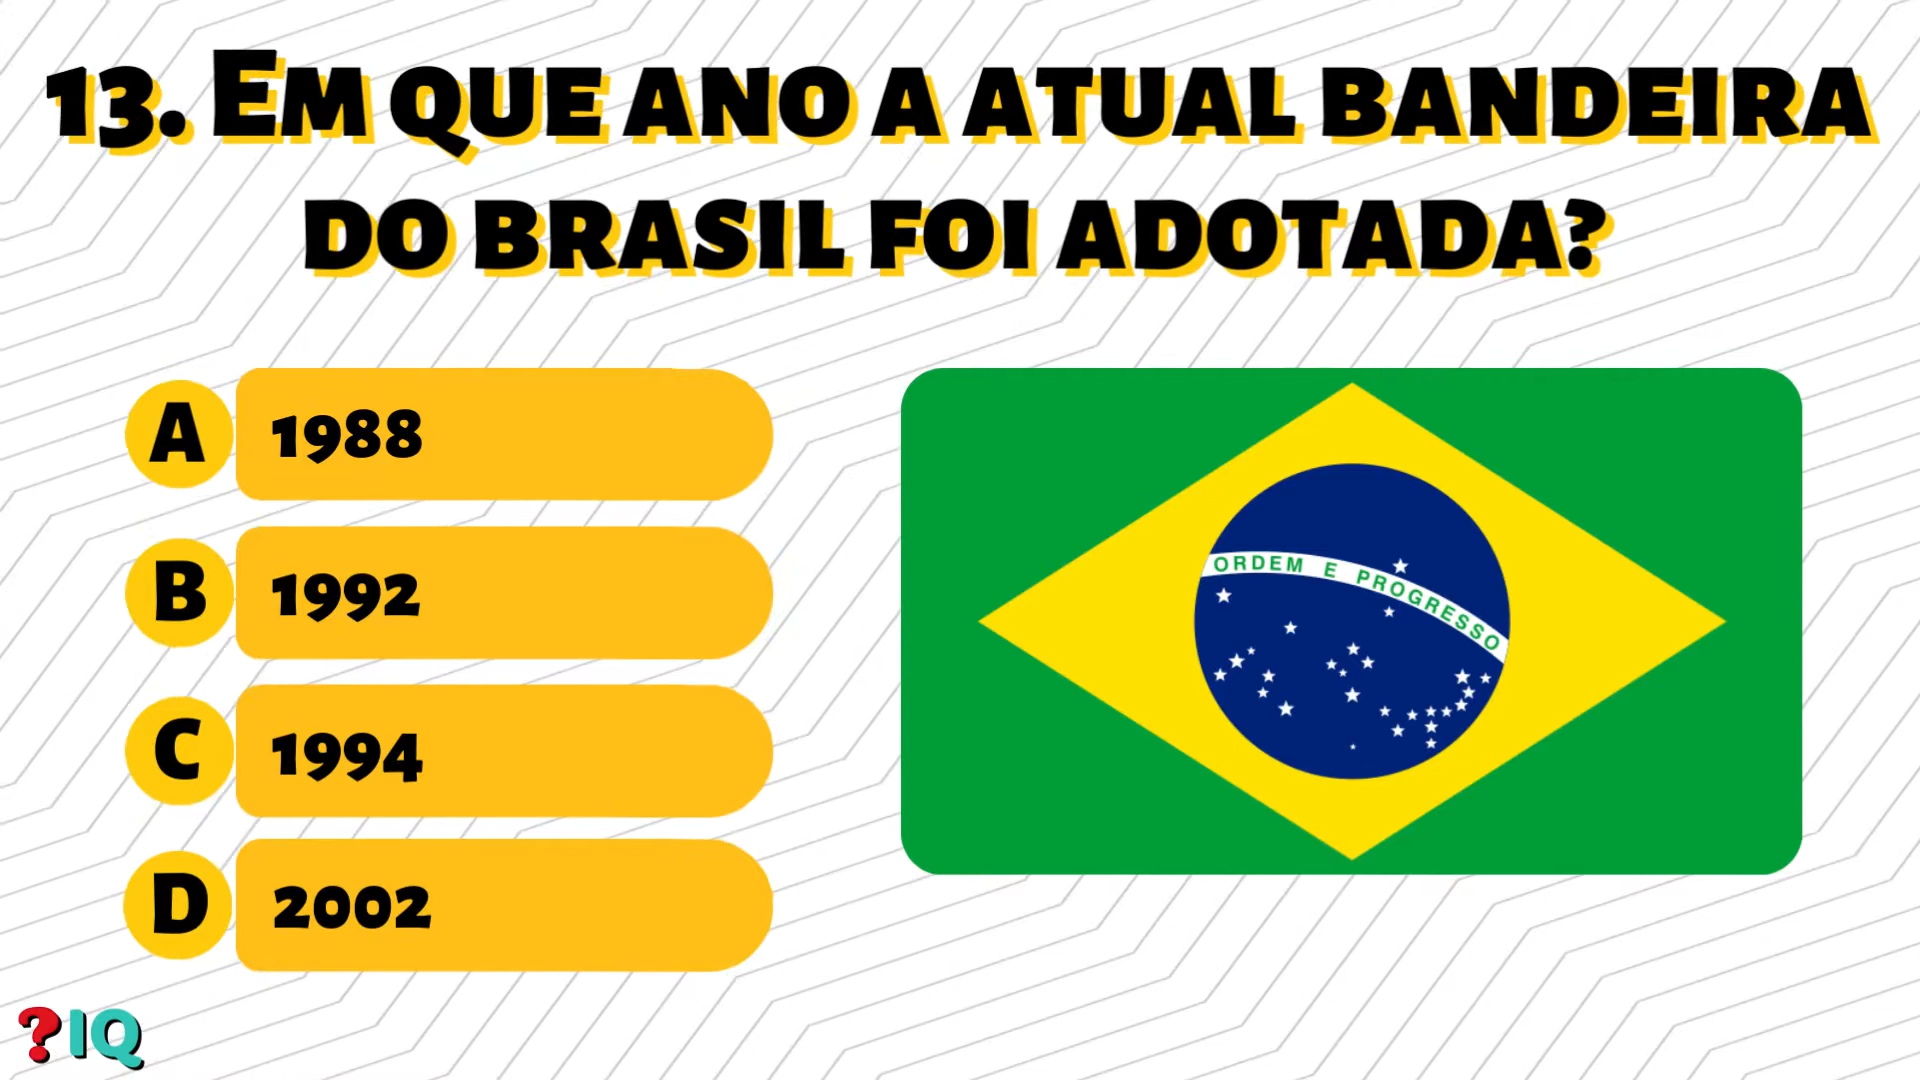 13. Em que ano a atual bandeira
do brasil foi adotada?
A 1988
B 1992
C 1994
D 2002
ORDEM E PROGRESSO
?IQ